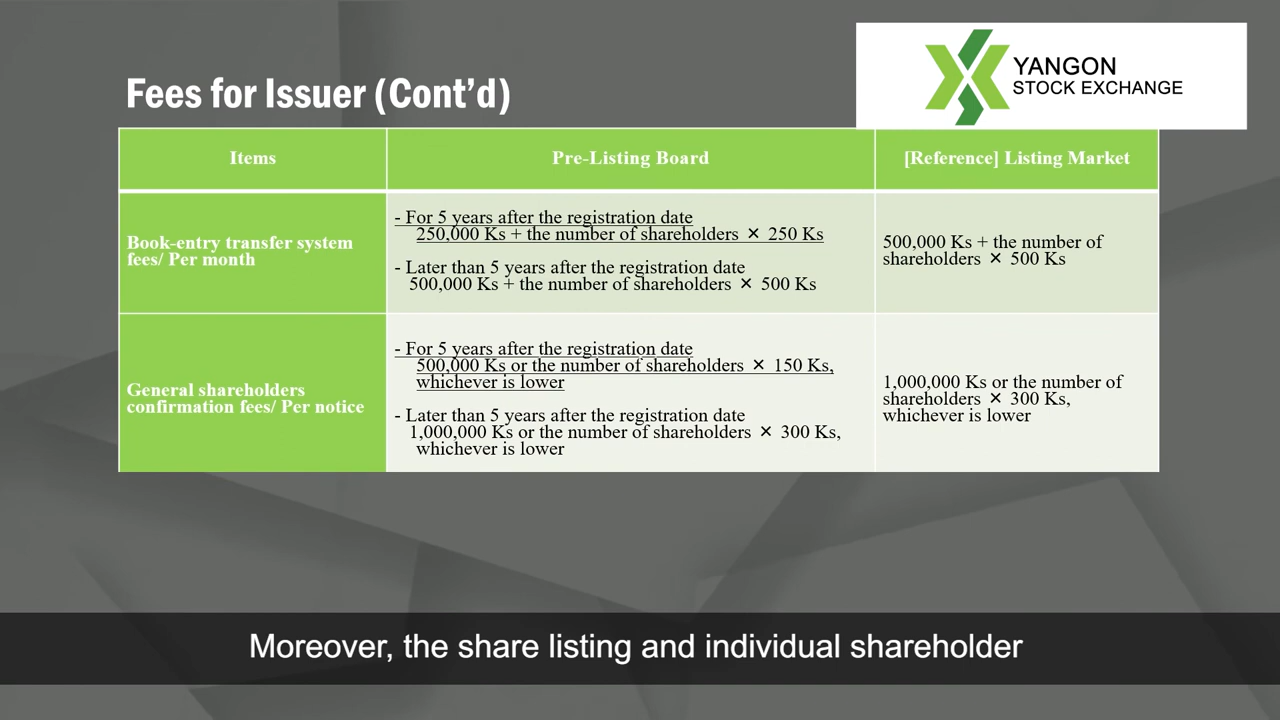 YANGON
STOCK EXCHANGE
Fees for Issuer (Cont’d)
Items
Pre-Listing Board
[Reference] Listing Market
Book-entry transfer system
fees/ Per month
- For 5 years after the registration date
250,000 Ks + the number of shareholders × 250 Ks
- Later than 5 years after the registration date
500,000 Ks + the number of shareholders × 500 Ks
500,000 Ks + the number of
shareholders × 500 Ks
General shareholders
confirmation fees/ Per notice
- For 5 years after the registration date
500,000 Ks or the number of shareholders × 150 Ks,
whichever is lower
- Later than 5 years after the registration date
1,000,000 Ks or the number of shareholders × 300 Ks,
whichever is lower
1,000,000 Ks or the number of
shareholders × 300 Ks,
whichever is lower
Moreover, the share listing and individual shareholder